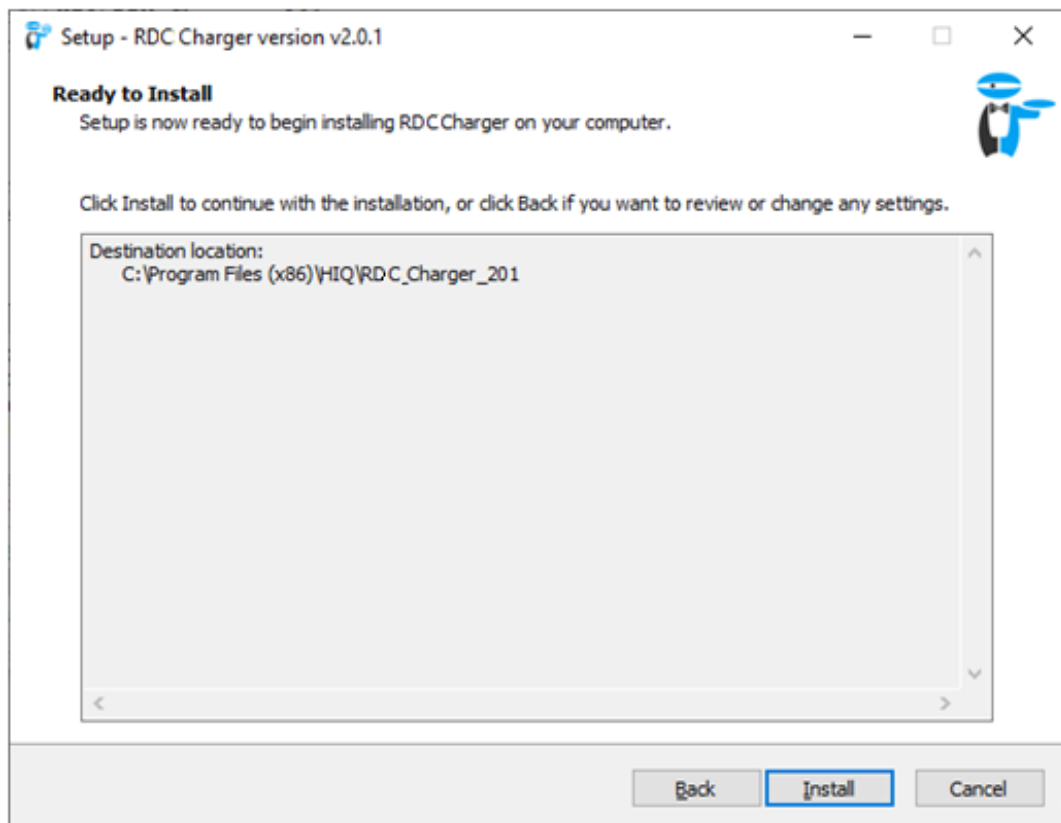 Setup - RDC Charger version v2.0.1
Ready to Install
Setup is now ready to begin installing RDCCharger on your computer.
Click Install to continue with the installation, or click Back if you want to review or change any settings.
Destination location:
C:\Program Files (x86)\HIQ\RDC_Charger_201
Back
Install
Cancel